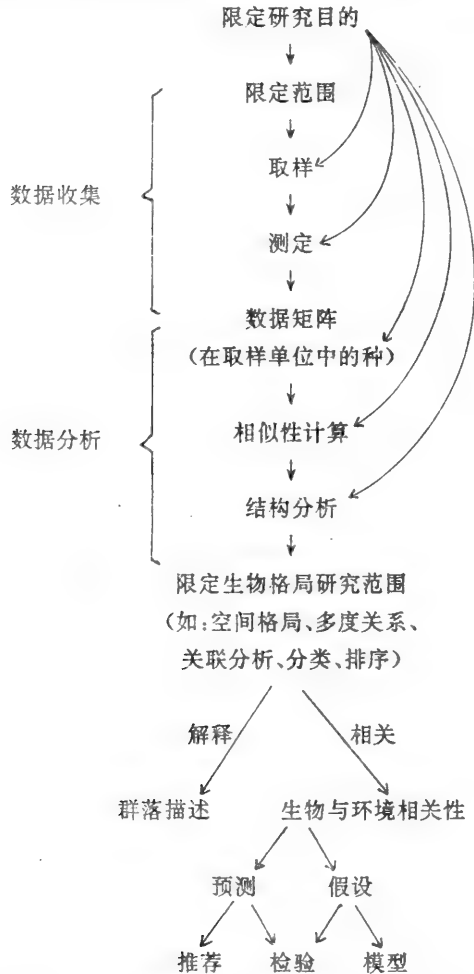 限定研究目的
限定范围
取样
数据收集
测定
数据矩阵
(在取样单位中的种)
数据分析
相似性计算
结构分析
限定生物格局研究范围
(如:空间格局、多度关系、
关联分析、分类、排序)
解释 相关
群落描述 生物与环境相关性
预测 假设
推荐 检验 模型